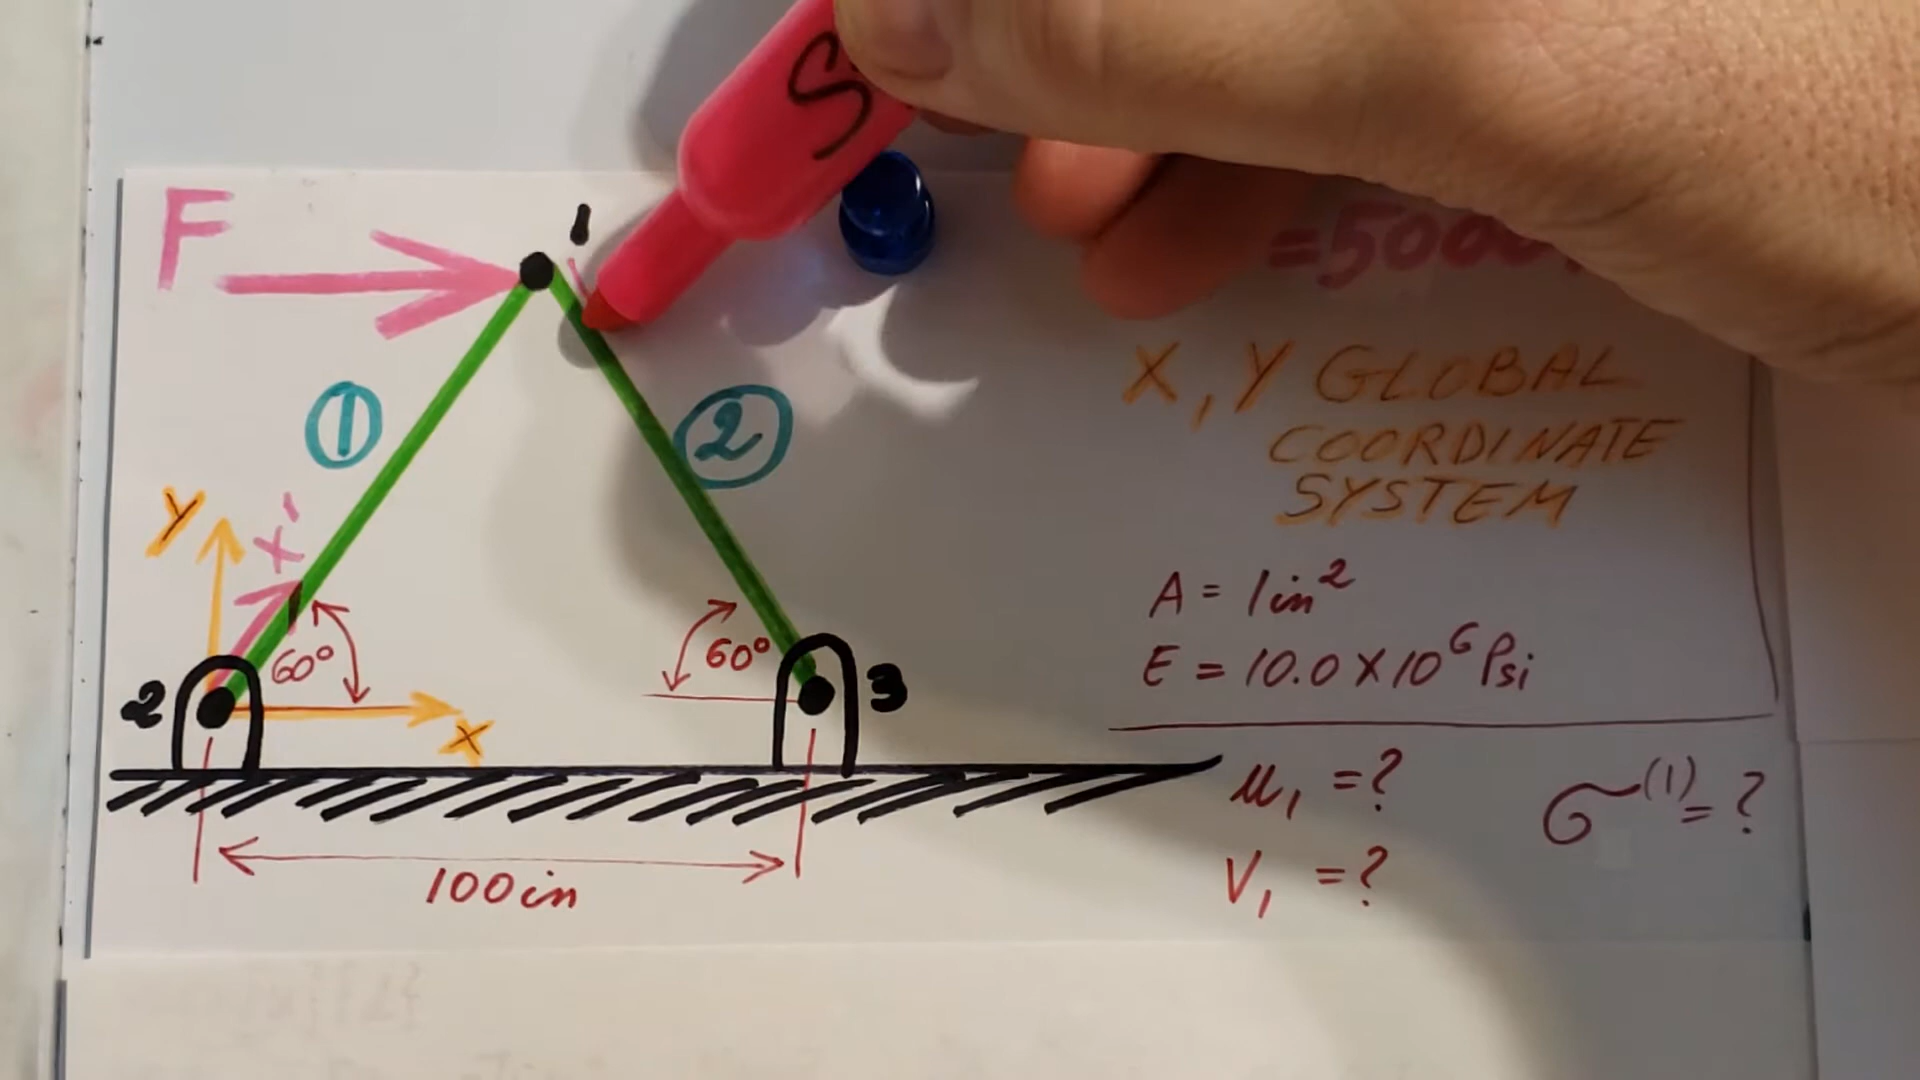 S
F
1
=5000
X, Y GLOBAL
COORDINATE
SYSTEM
①
②
Y
X'
60°
60°
2
3
X
A = 1in²
E = 10.0 X 10⁶ Psi
u₁ = ?
σ⁽¹⁾ = ?
V₁ = ?
100in